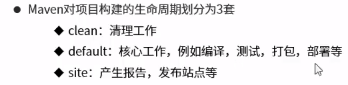 ● Maven对项目构建的生命周期划分为3套
◆ clean：清理工作
◆ default：核心工作，例如编译，测试，打包，部署等
◆ site：产生报告，发布站点等